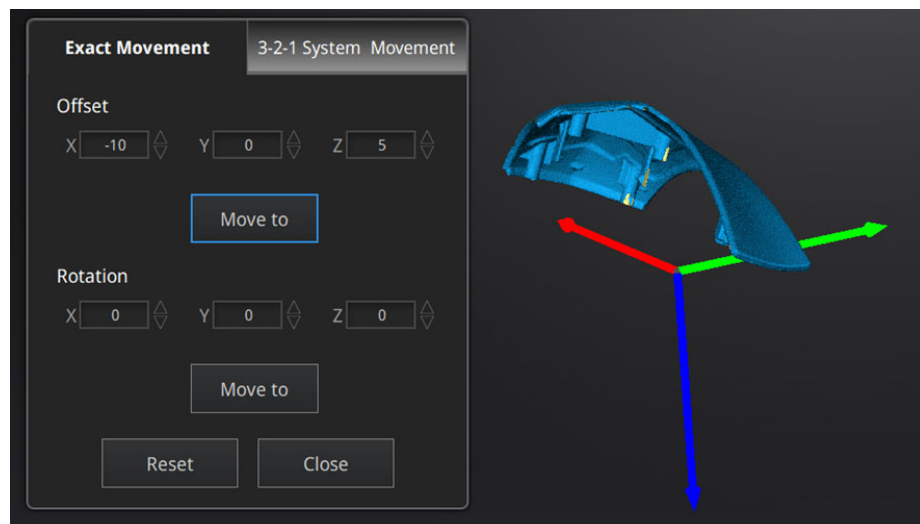 Exact Movement 3-2-1 System Movement
Offset
X -10 Y 0 Z 5
Move to
Rotation
X 0 Y 0 Z 0
Move to
Reset Close